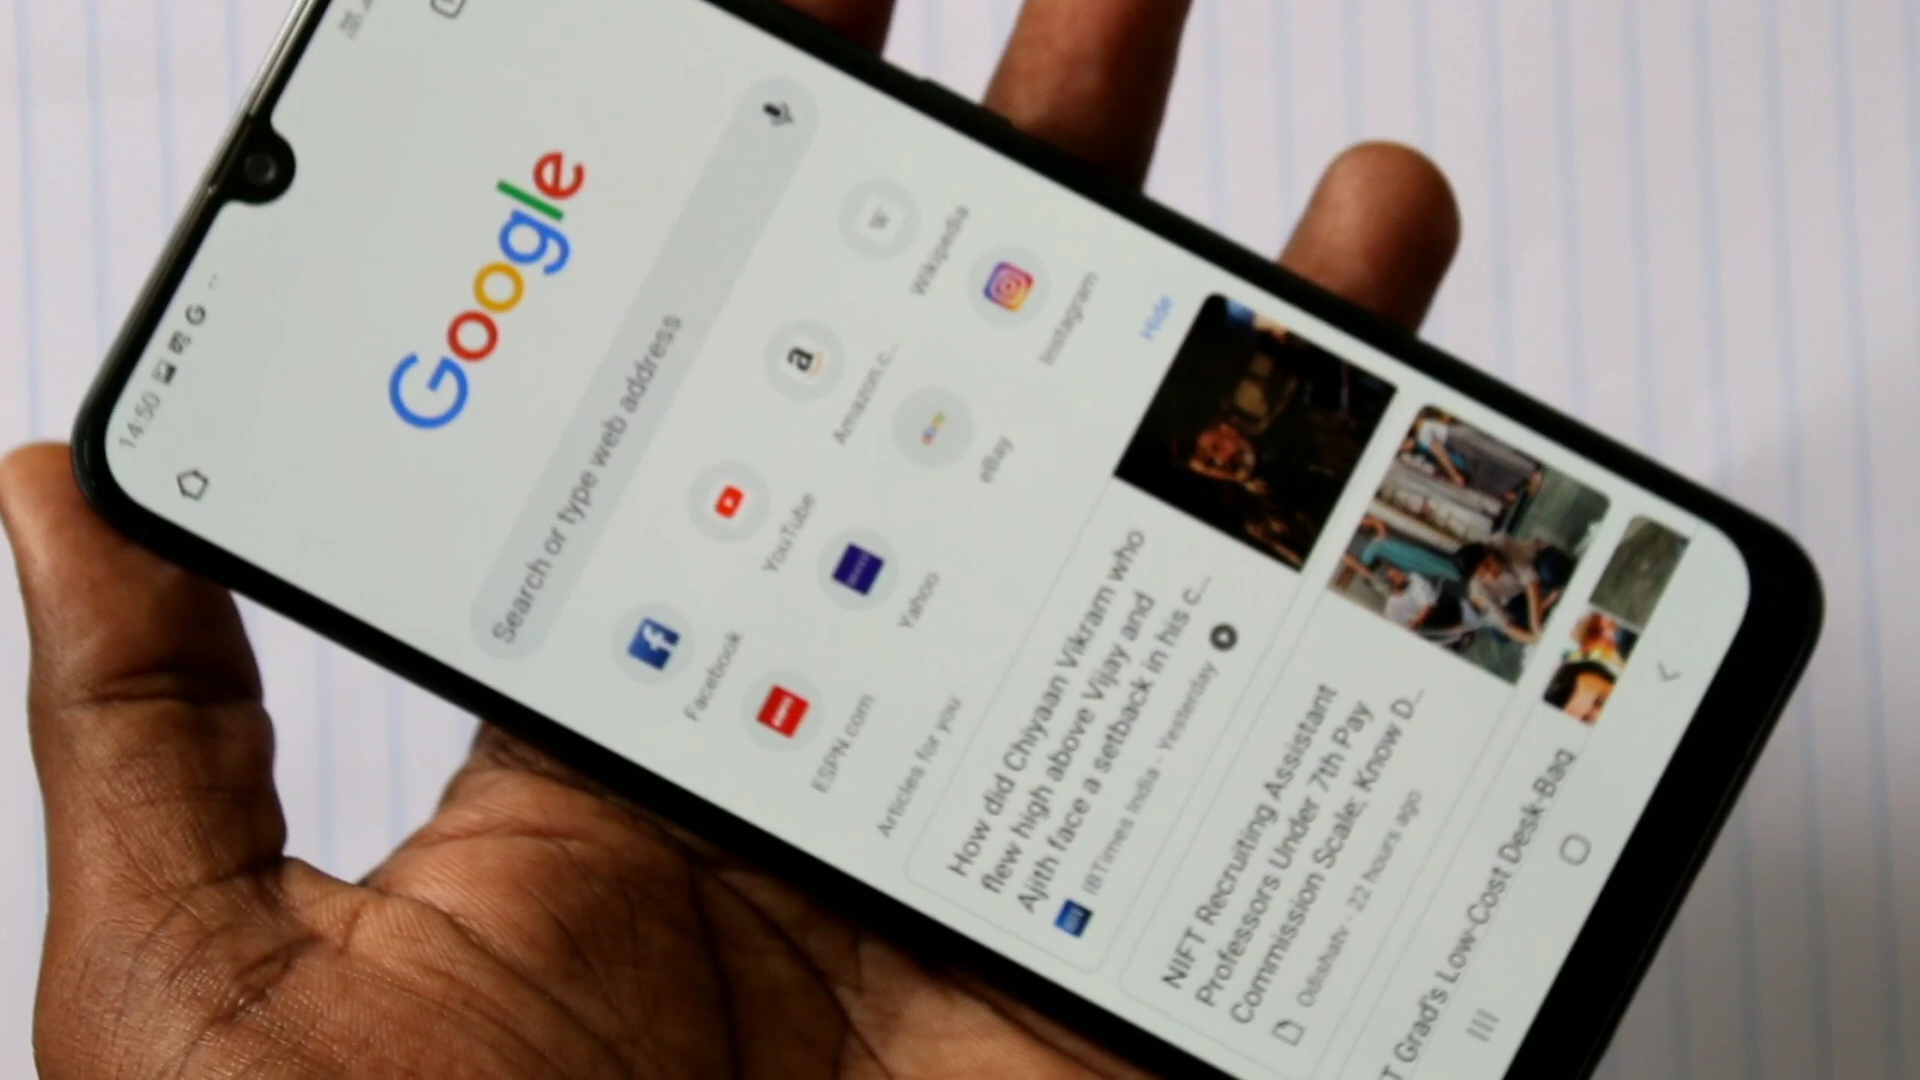 14:50
G
Google
Search or type web address
Facebook
YouTube
Amazon.c...
Wikipedia
ESPN.com
Yahoo
eBay
Instagram
Articles for you
Hide
How did Chiyaan Vikram who
flew high above Vijay and
Ajith face a setback in his c...
IBTimes India - Yesterday
NIFT Recruiting Assistant
Professors Under 7th Pay
Commission Scale; Know D...
Odishatv - 22 hours ago
T Grad's Low-Cost Desk-Bag